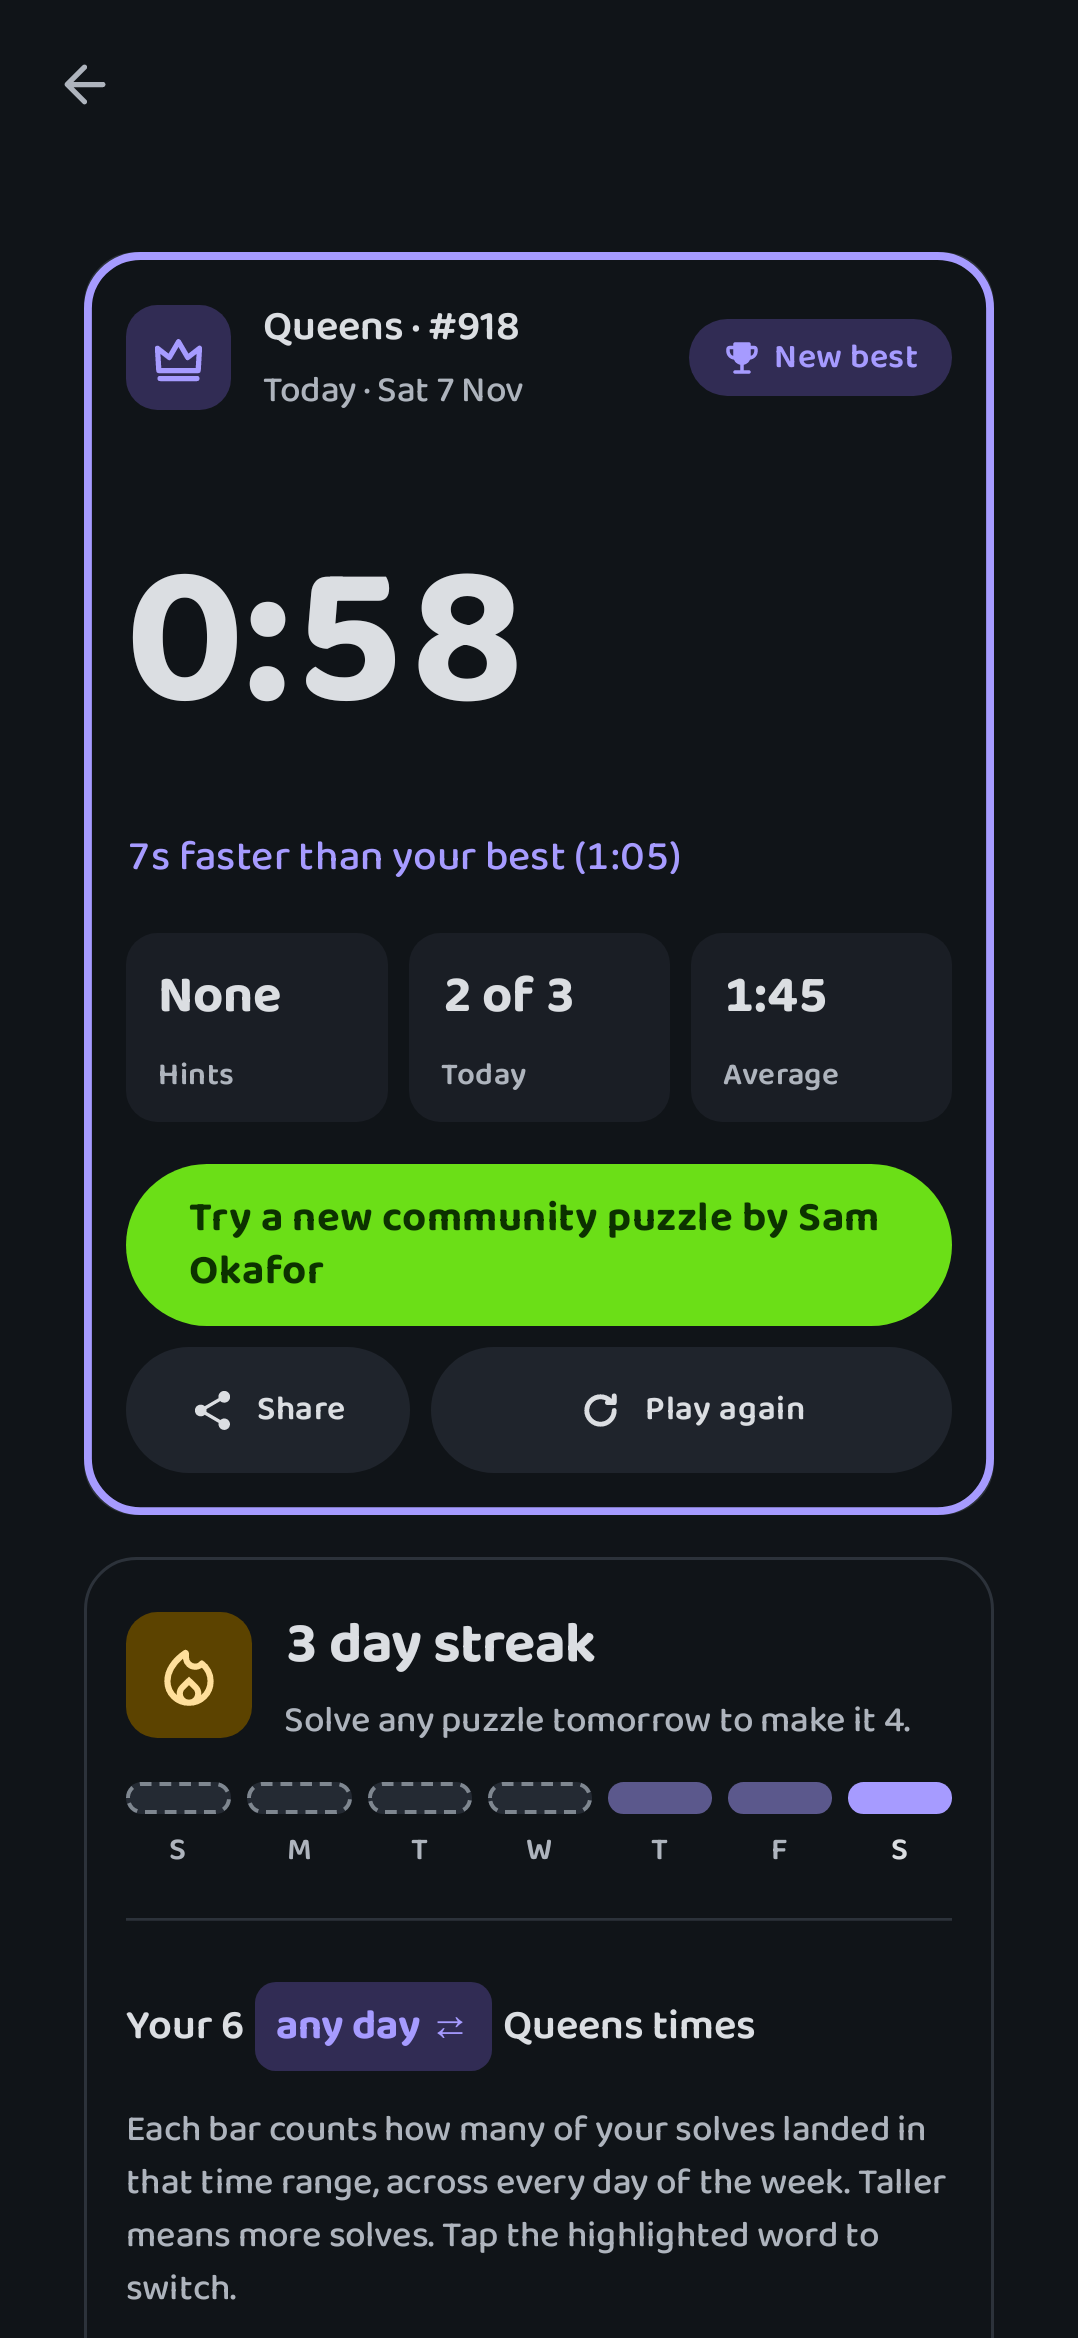 Queens · #918
Today · Sat 7 Nov
New best
0:58
7s faster than your best (1:05)
None
Hints
2 of 3
Today
1:45
Average
Try a new community puzzle by Sam
Okafor
Share
Play again
3 day streak
Solve any puzzle tomorrow to make it 4.
S M T W T F S
Your 6 any day ⇄ Queens times
Each bar counts how many of your solves landed in
that time range, across every day of the week. Taller
means more solves. Tap the highlighted word to
switch.